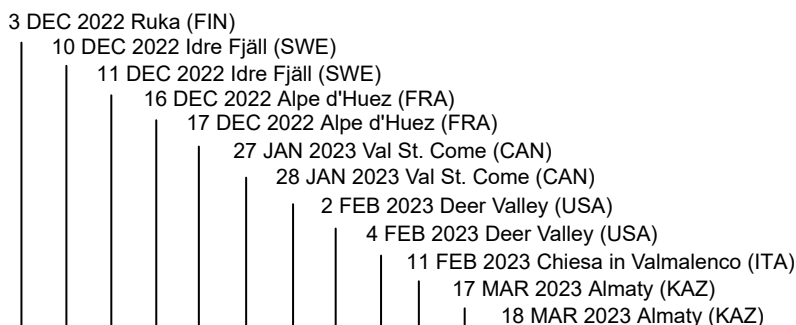 3 DEC 2022 Ruka (FIN)
10 DEC 2022 Idre Fjäll (SWE)
11 DEC 2022 Idre Fjäll (SWE)
16 DEC 2022 Alpe d'Huez (FRA)
17 DEC 2022 Alpe d'Huez (FRA)
27 JAN 2023 Val St. Come (CAN)
28 JAN 2023 Val St. Come (CAN)
2 FEB 2023 Deer Valley (USA)
4 FEB 2023 Deer Valley (USA)
11 FEB 2023 Chiesa in Valmalenco (ITA)
17 MAR 2023 Almaty (KAZ)
18 MAR 2023 Almaty (KAZ)